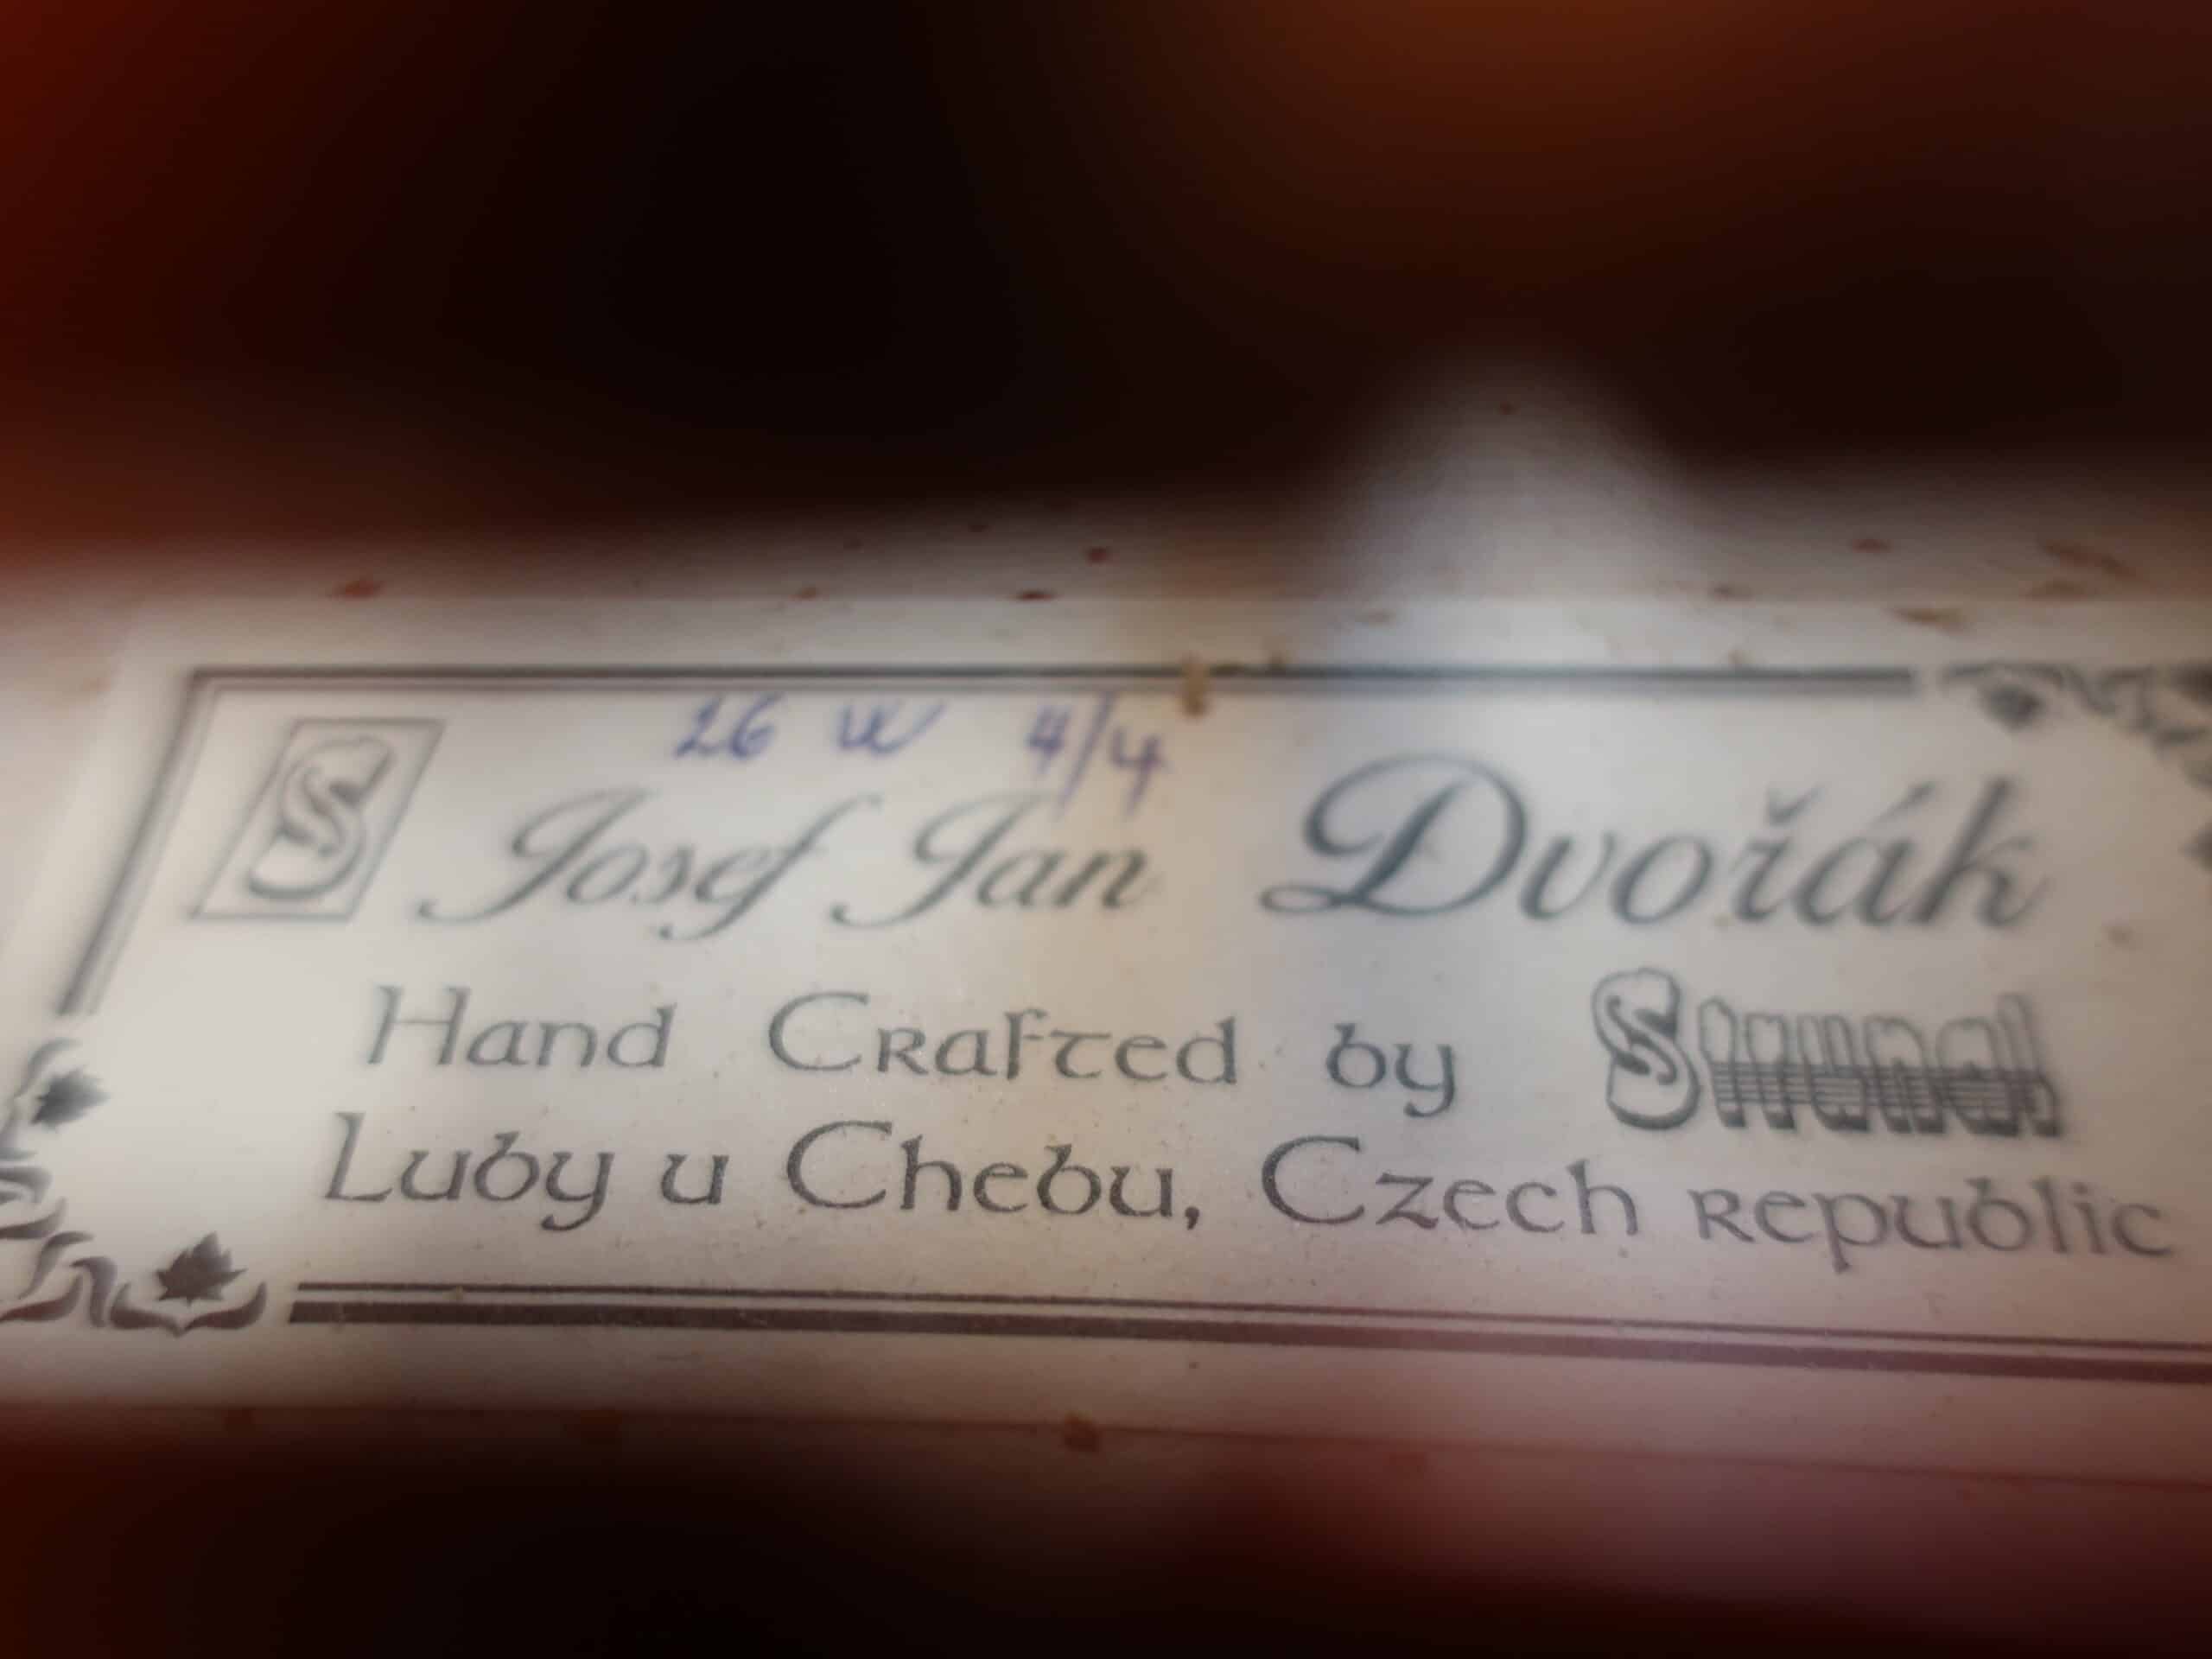 26 W 4/4
S Josef Jan Dvořák
Hand Crafted by Strunal
Luby u Chebu, Czech republic